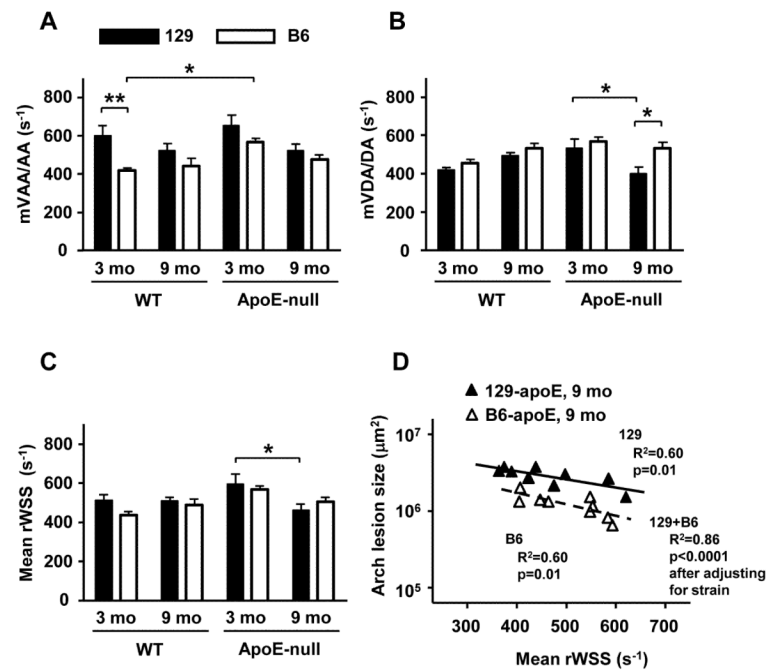 A
129
B6
mVAA/AA (s-1)
800
600
400
200
0
**
*
3 mo
9 mo
3 mo
9 mo
WT
ApoE-null
B
mVDA/DA (s-1)
800
600
400
200
0
*
*
3 mo
9 mo
3 mo
9 mo
WT
ApoE-null
C
Mean rWSS (s-1)
800
600
400
200
0
*
3 mo
9 mo
3 mo
9 mo
WT
ApoE-null
D
129-apoE, 9 mo
B6-apoE, 9 mo
Arch lesion size (μm2)
107
106
105
129
R2=0.60
p=0.01
B6
R2=0.60
p=0.01
129+B6
R2=0.86
p<0.0001
after adjusting
for strain
300
400
500
600
700
Mean rWSS (s-1)